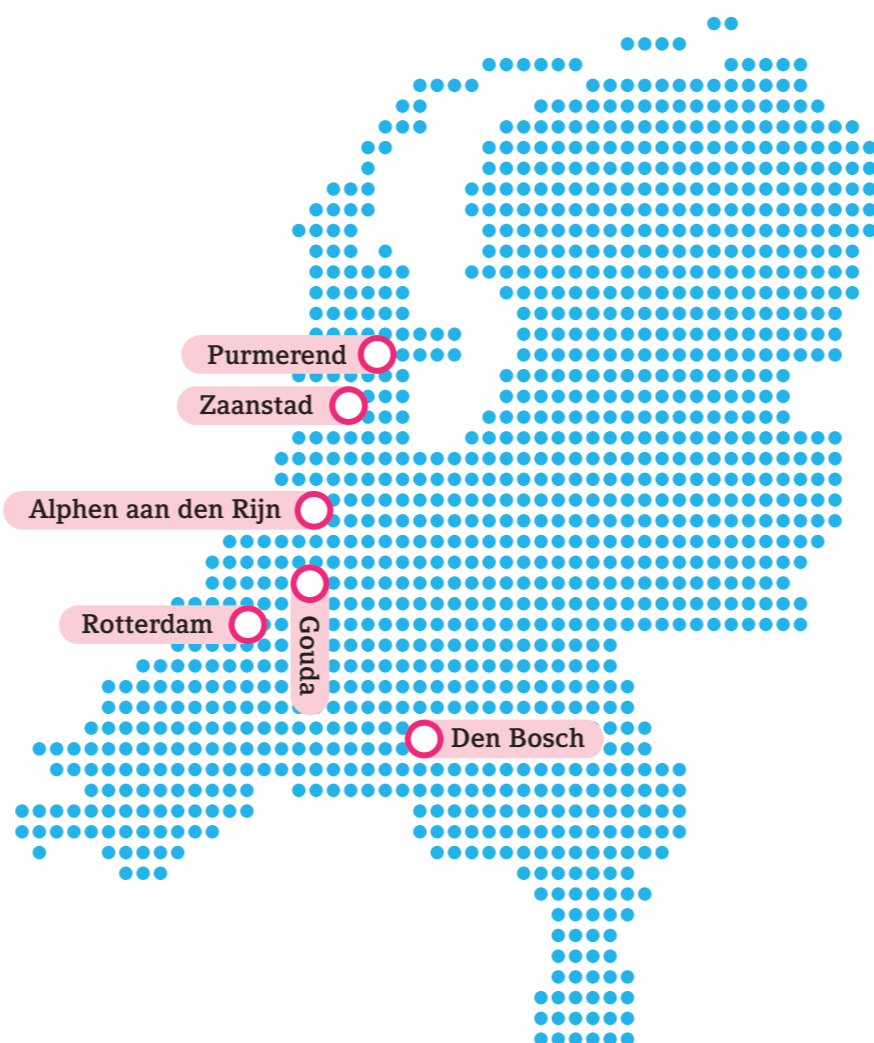 Purmerend
Zaanstad
Alphen aan den Rijn
Rotterdam
Gouda
Den Bosch